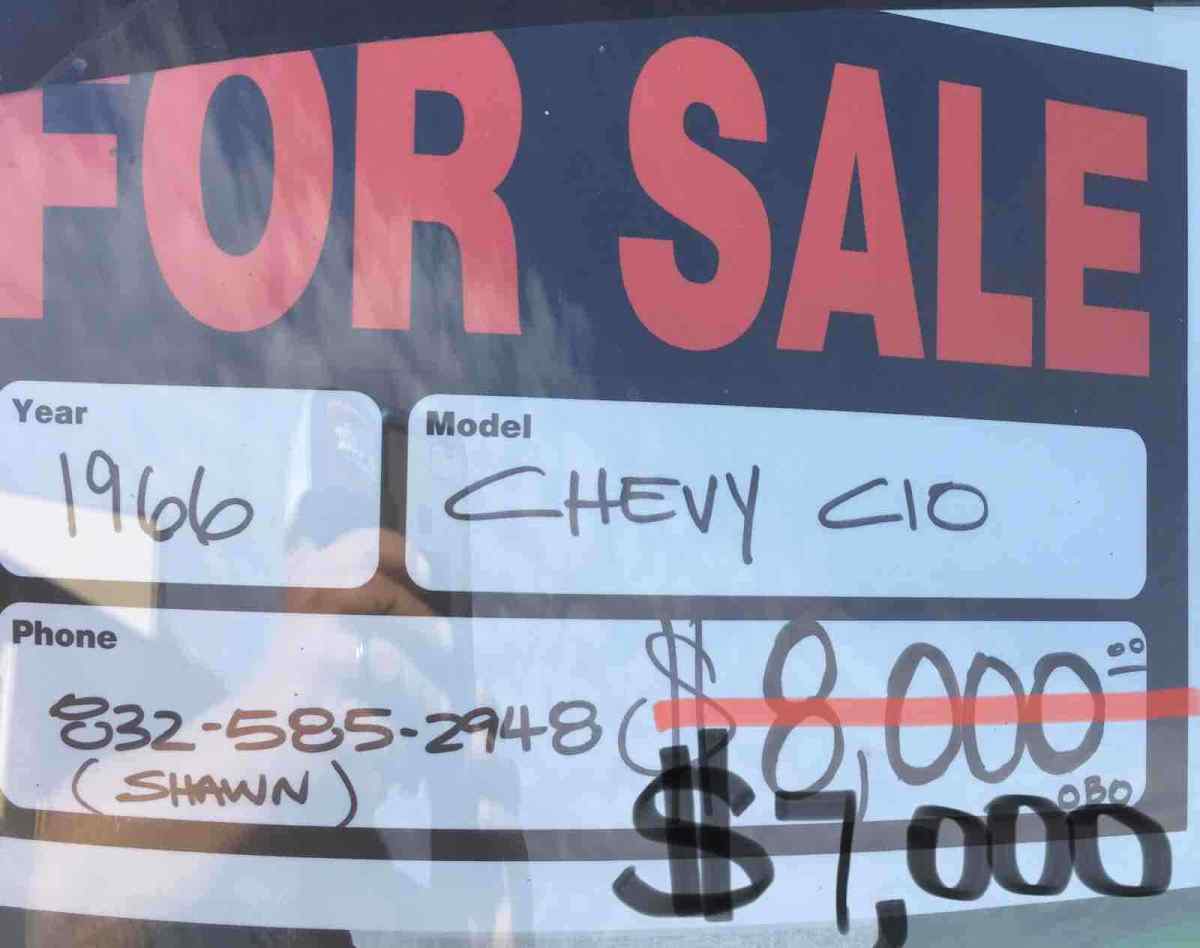 FOR SALE
Year
1966
Model
CHEVY C10
Phone
832-585-2948
(SHAWN)
$8,000.00
OBO
$7,000